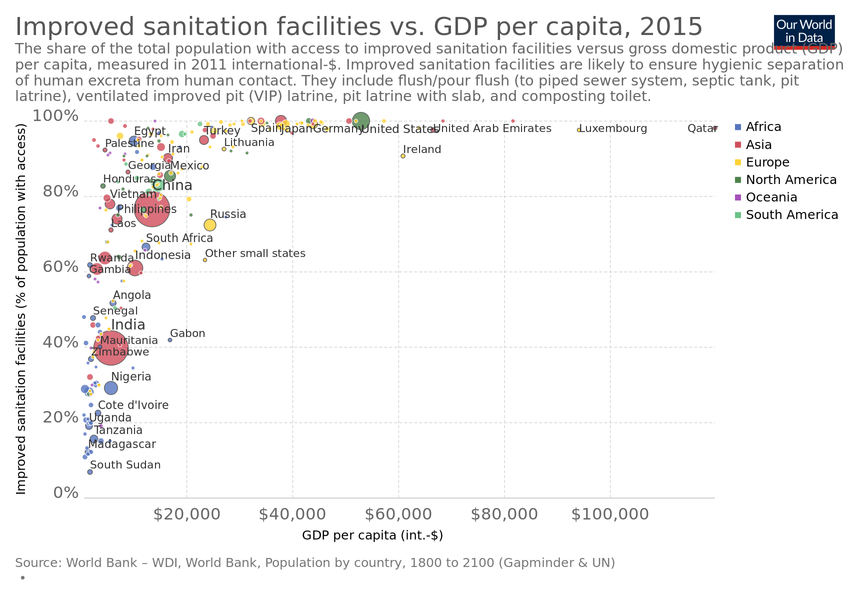 Improved sanitation facilities vs. GDP per capita, 2015
Our World
in Data
The share of the total population with access to improved sanitation facilities versus gross domestic product (GDP)
per capita, measured in 2011 international-$. Improved sanitation facilities are likely to ensure hygienic separation
of human excreta from human contact. They include flush/pour flush (to piped sewer system, septic tank, pit
latrine), ventilated improved pit (VIP) latrine, pit latrine with slab, and composting toilet.
Improved sanitation facilities (% of population with access)
100%
80%
60%
40%
20%
0%
Egypt
Turkey
Spain
Japan
Germany
United States
United Arab Emirates
Luxembourg
Qatar
Palestine
Iran
Lithuania
Ireland
Georgia
Mexico
Honduras
China
Vietnam
Philippines
Russia
Laos
South Africa
Rwanda
Indonesia
Other small states
Gambia
Angola
Senegal
India
Gabon
Mauritania
Zimbabwe
Nigeria
Cote d'Ivoire
Uganda
Tanzania
Madagascar
South Sudan
$20,000
$40,000
$60,000
$80,000
$100,000
GDP per capita (int.-$)
Africa
Asia
Europe
North America
Oceania
South America
Source: World Bank – WDI, World Bank, Population by country, 1800 to 2100 (Gapminder & UN)
•